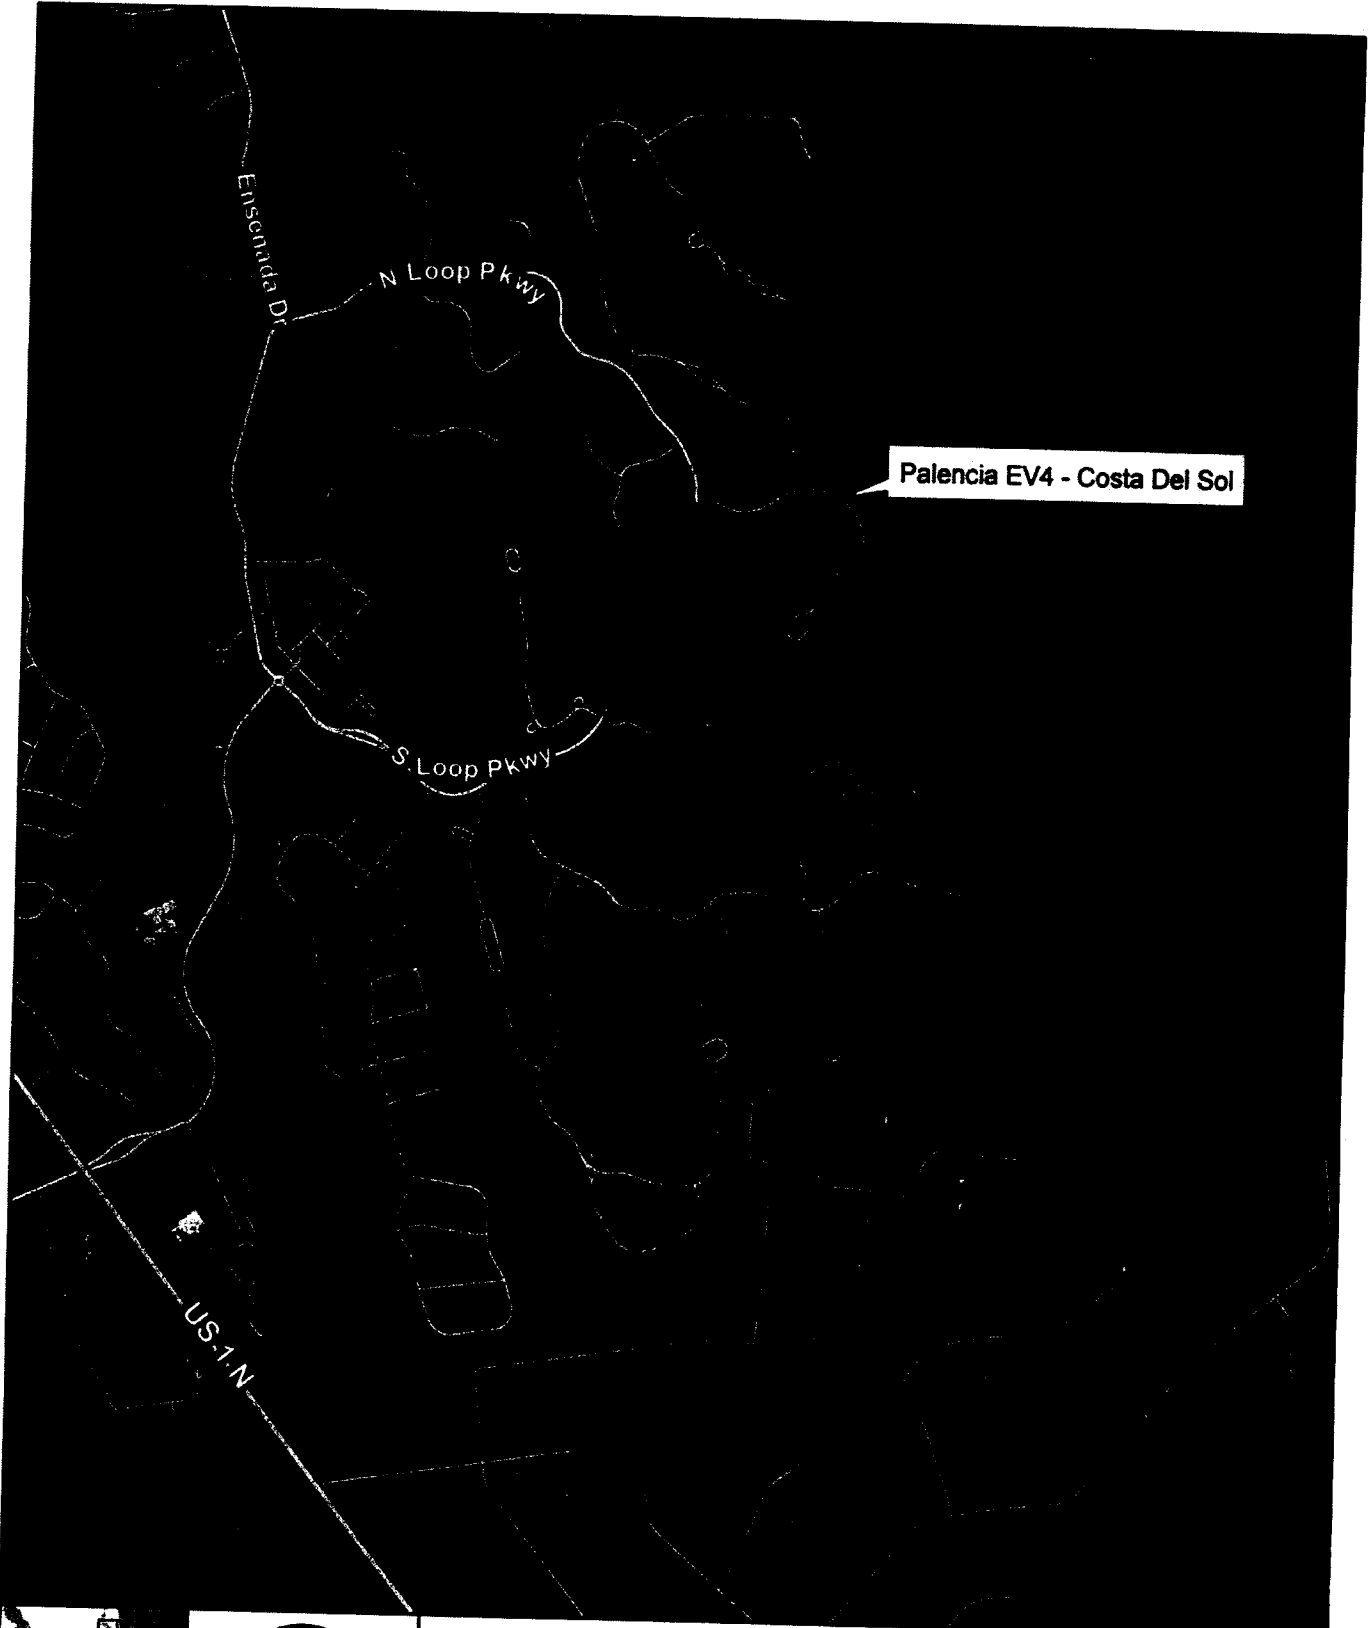 Ensenada Dr
N Loop Pkwy
Palencia EV4 - Costa Del Sol
S. Loop Pkwy
US.1.N